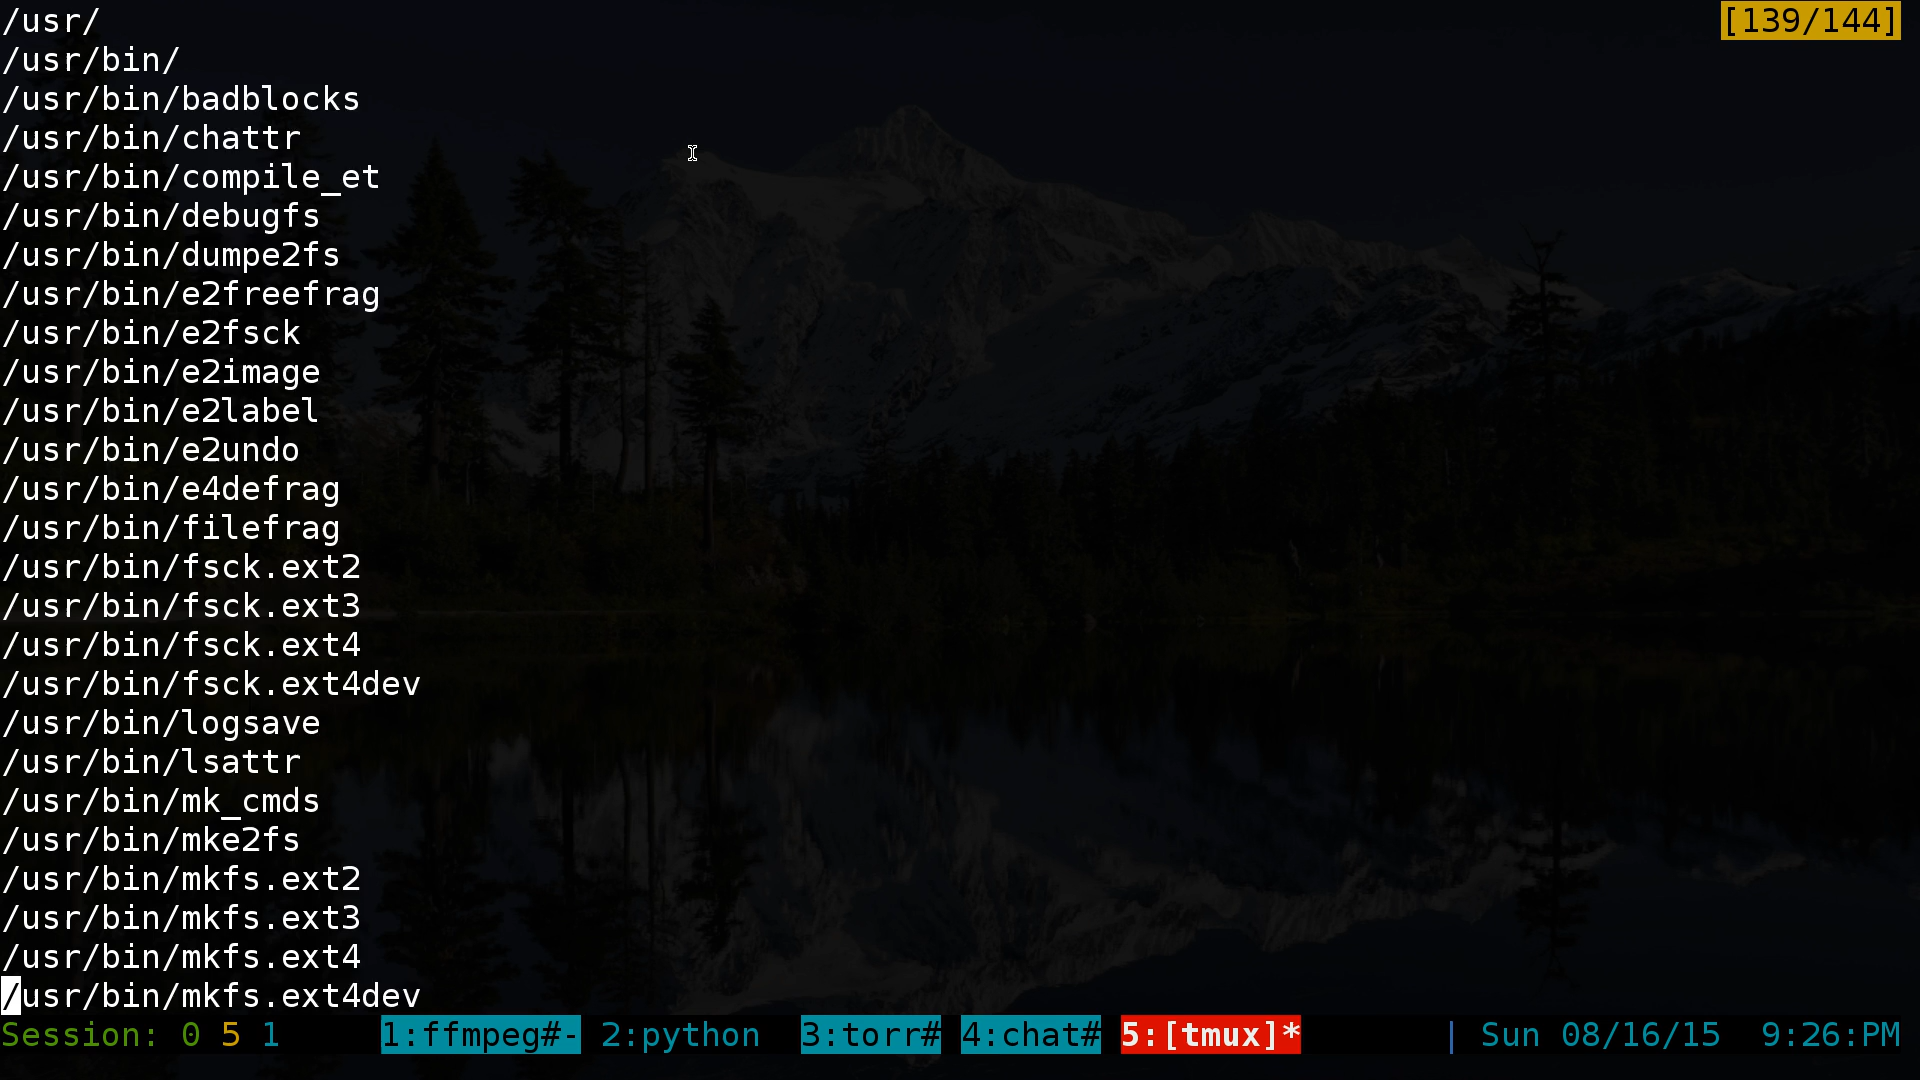 /usr/ [139/144]
/usr/bin/
/usr/bin/badblocks
/usr/bin/chattr
/usr/bin/compile_et
/usr/bin/debugfs
/usr/bin/dumpe2fs
/usr/bin/e2freefrag
/usr/bin/e2fsck
/usr/bin/e2image
/usr/bin/e2label
/usr/bin/e2undo
/usr/bin/e4defrag
/usr/bin/filefrag
/usr/bin/fsck.ext2
/usr/bin/fsck.ext3
/usr/bin/fsck.ext4
/usr/bin/fsck.ext4dev
/usr/bin/logsave
/usr/bin/lsattr
/usr/bin/mk_cmds
/usr/bin/mke2fs
/usr/bin/mkfs.ext2
/usr/bin/mkfs.ext3
/usr/bin/mkfs.ext4
/usr/bin/mkfs.ext4dev
Session: 0 5 1 1:ffmpeg#- 2:python 3:torr# 4:chat# 5:[tmux]* | Sun 08/16/15 9:26:PM